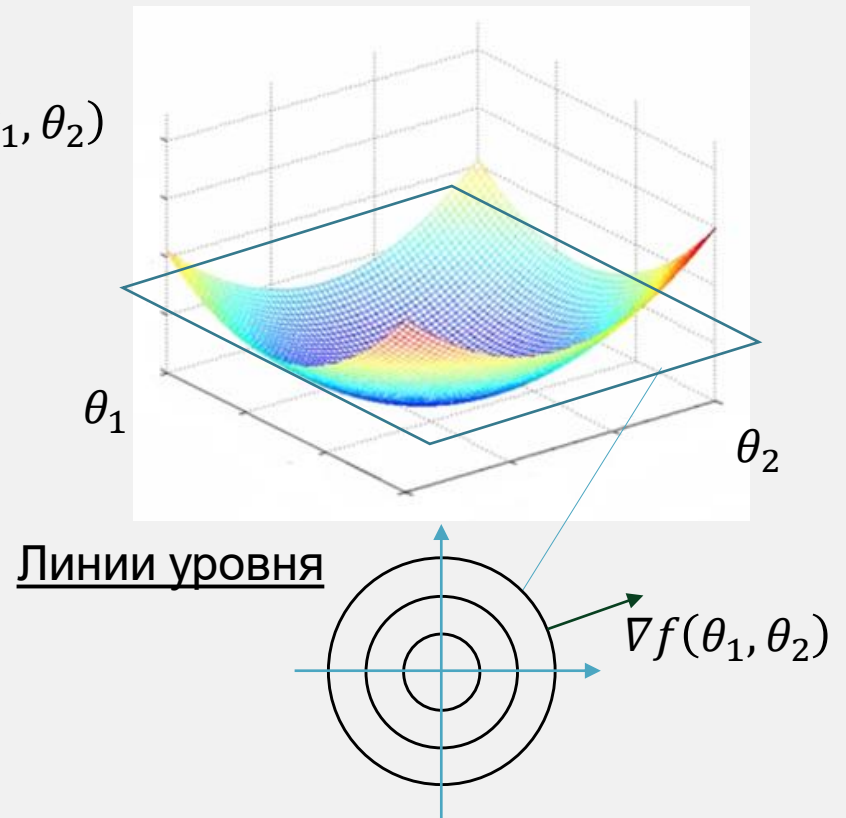 ₁, θ₂)
θ₁
θ₂
Линии уровня
∇f(θ₁, θ₂)